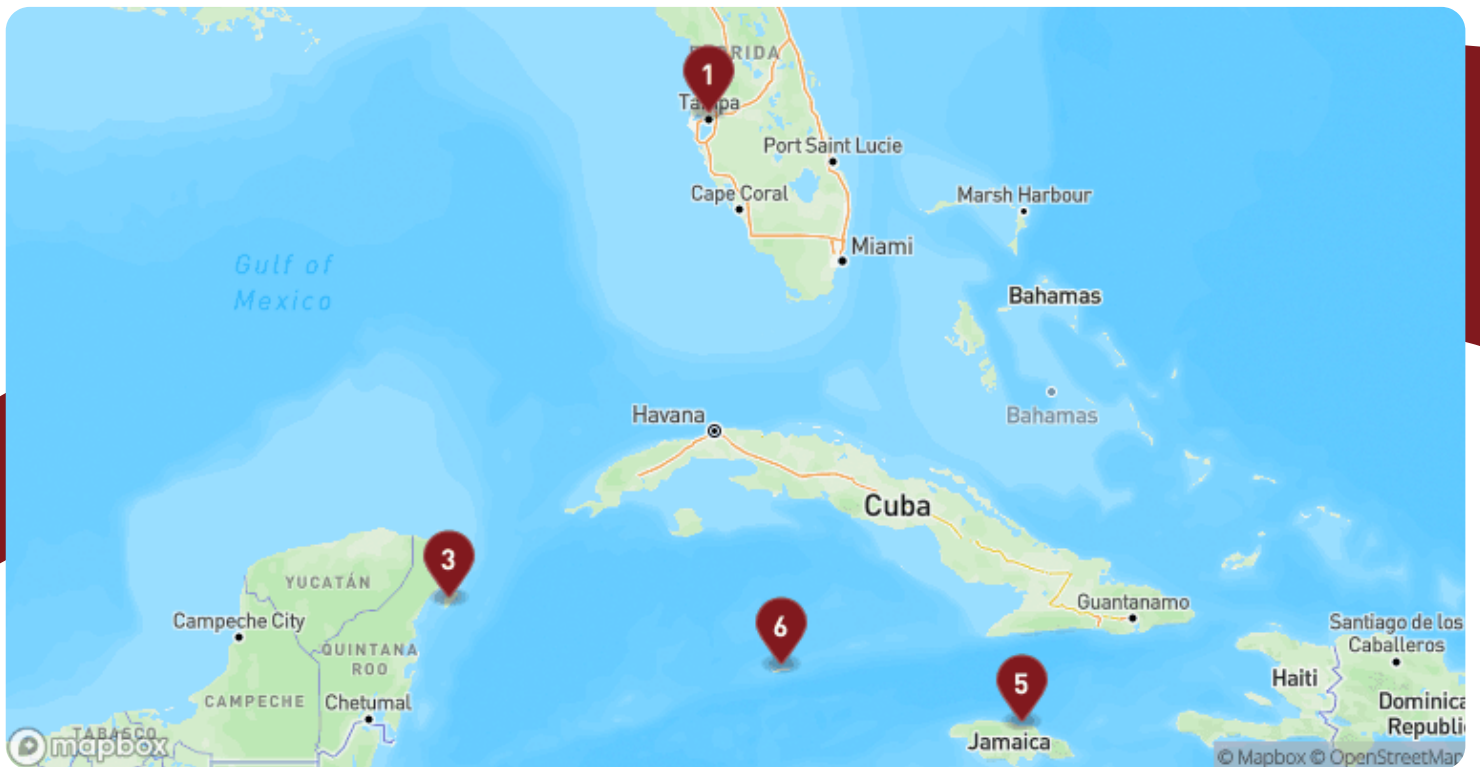 FLORIDA
1
Tampa
Port Saint Lucie
Cape Coral
Marsh Harbour
Miami
Gulf of
Mexico
Bahamas
Bahamas
Havana
Cuba
3
YUCATÁN
Campeche City
Guantanamo
6
Santiago de los
Caballeros
QUINTANA
ROO
5
Haiti
CAMPECHE
Chetumal
Dominica
Republi
TABASCO
mapbox
Jamaica
© Mapbox © OpenStreetMap